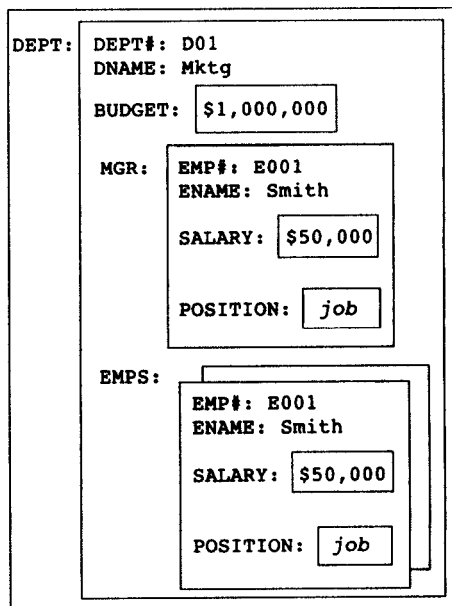 DEPT: DEPT#: D01
DNAME: Mktg
BUDGET: $1,000,000
MGR: EMP#: E001
ENAME: Smith
SALARY: $50,000
POSITION: job
EMPS:
EMP#: E001
ENAME: Smith
SALARY: $50,000
POSITION: job